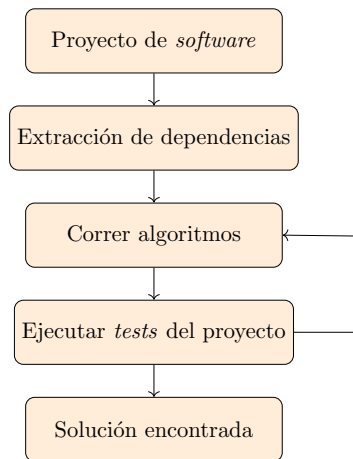 Proyecto de software
Extracción de dependencias
Correr algoritmos
Ejecutar tests del proyecto
Solución encontrada